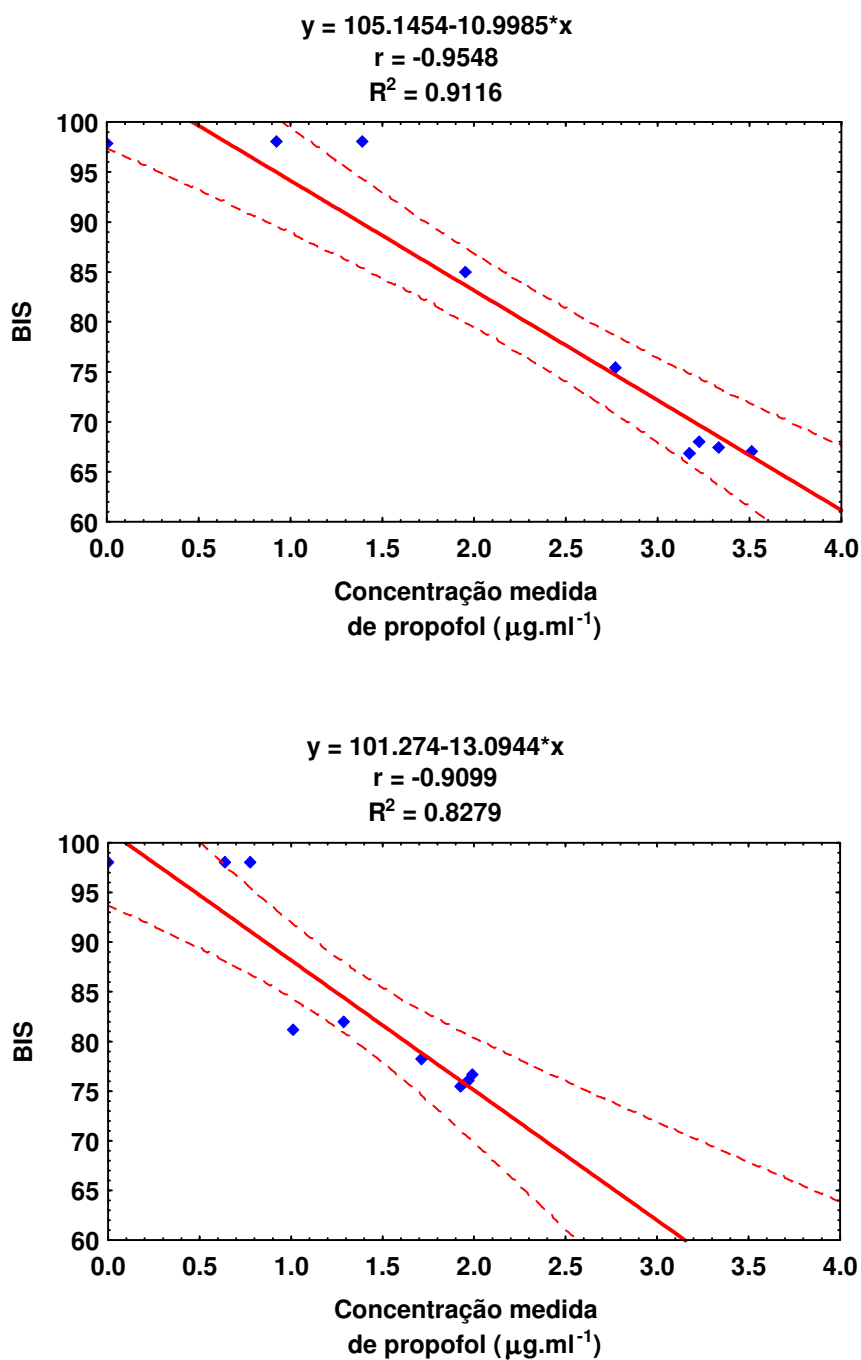 y = 105.1454-10.9985*x
r = -0.9548
R² = 0.9116
100
95
90
85
80
75
70
65
60
BIS
0.0 0.5 1.0 1.5 2.0 2.5 3.0 3.5 4.0
Concentração medida
de propofol (μg.ml⁻¹)
y = 101.274-13.0944*x
r = -0.9099
R² = 0.8279
100
95
90
85
80
75
70
65
60
BIS
0.0 0.5 1.0 1.5 2.0 2.5 3.0 3.5 4.0
Concentração medida
de propofol (μg.ml⁻¹)